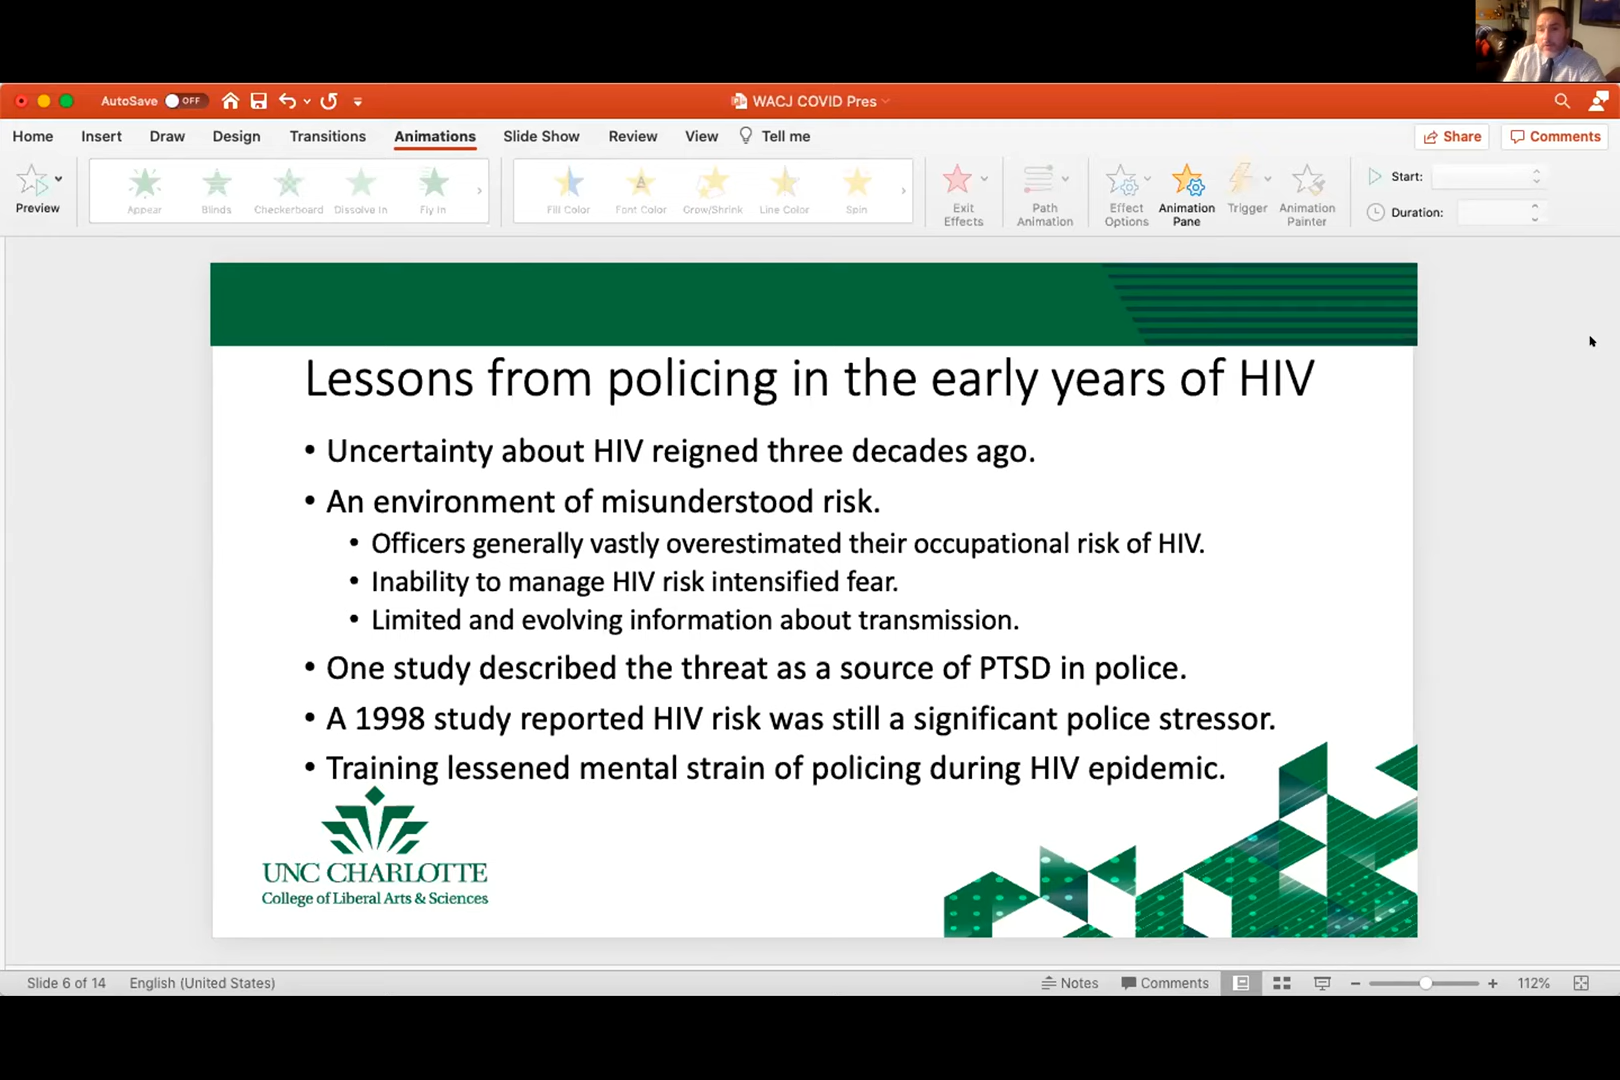 AutoSave OFF
WACJ COVID Pres
Home Insert Draw Design Transitions Animations Slide Show Review View Tell me
Share Comments
Preview
Appear Blinds Checkerboard Dissolve In Fly In
Fill Color Font Color Grow/Shrink Line Color Spin
Exit Effects
Path Animation
Effect Options
Animation Pane
Trigger
Animation Painter
Start:
Duration:
Lessons from policing in the early years of HIV
• Uncertainty about HIV reigned three decades ago.
• An environment of misunderstood risk.
• Officers generally vastly overestimated their occupational risk of HIV.
• Inability to manage HIV risk intensified fear.
• Limited and evolving information about transmission.
• One study described the threat as a source of PTSD in police.
• A 1998 study reported HIV risk was still a significant police stressor.
• Training lessened mental strain of policing during HIV epidemic.
UNC CHARLOTTE
College of Liberal Arts & Sciences
Slide 6 of 14 English (United States) Notes Comments 112%